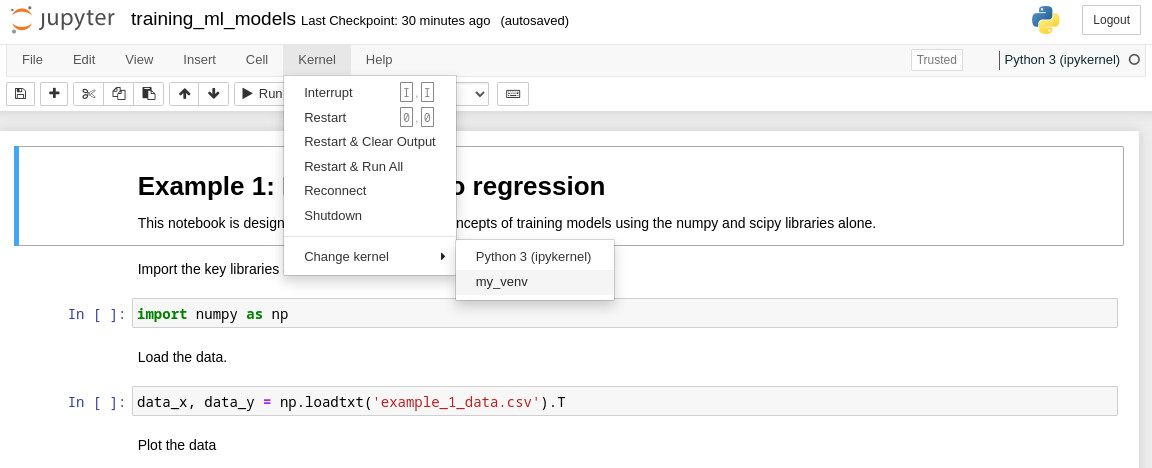 jupyter training_ml_models Last Checkpoint: 30 minutes ago (autosaved) Logout
File Edit View Insert Cell Kernel Help Trusted Python 3 (ipykernel)
Run
Interrupt I,I
Restart 0,0
Restart & Clear Output
Restart & Run All
Reconnect
Shutdown
Change kernel
Python 3 (ipykernel)
my_venv
Example 1: o regression
This notebook is design ncepts of training models using the numpy and scipy libraries alone.
Import the key libraries
In [ ]: import numpy as np
Load the data.
In [ ]: data_x, data_y = np.loadtxt('example_1_data.csv').T
Plot the data